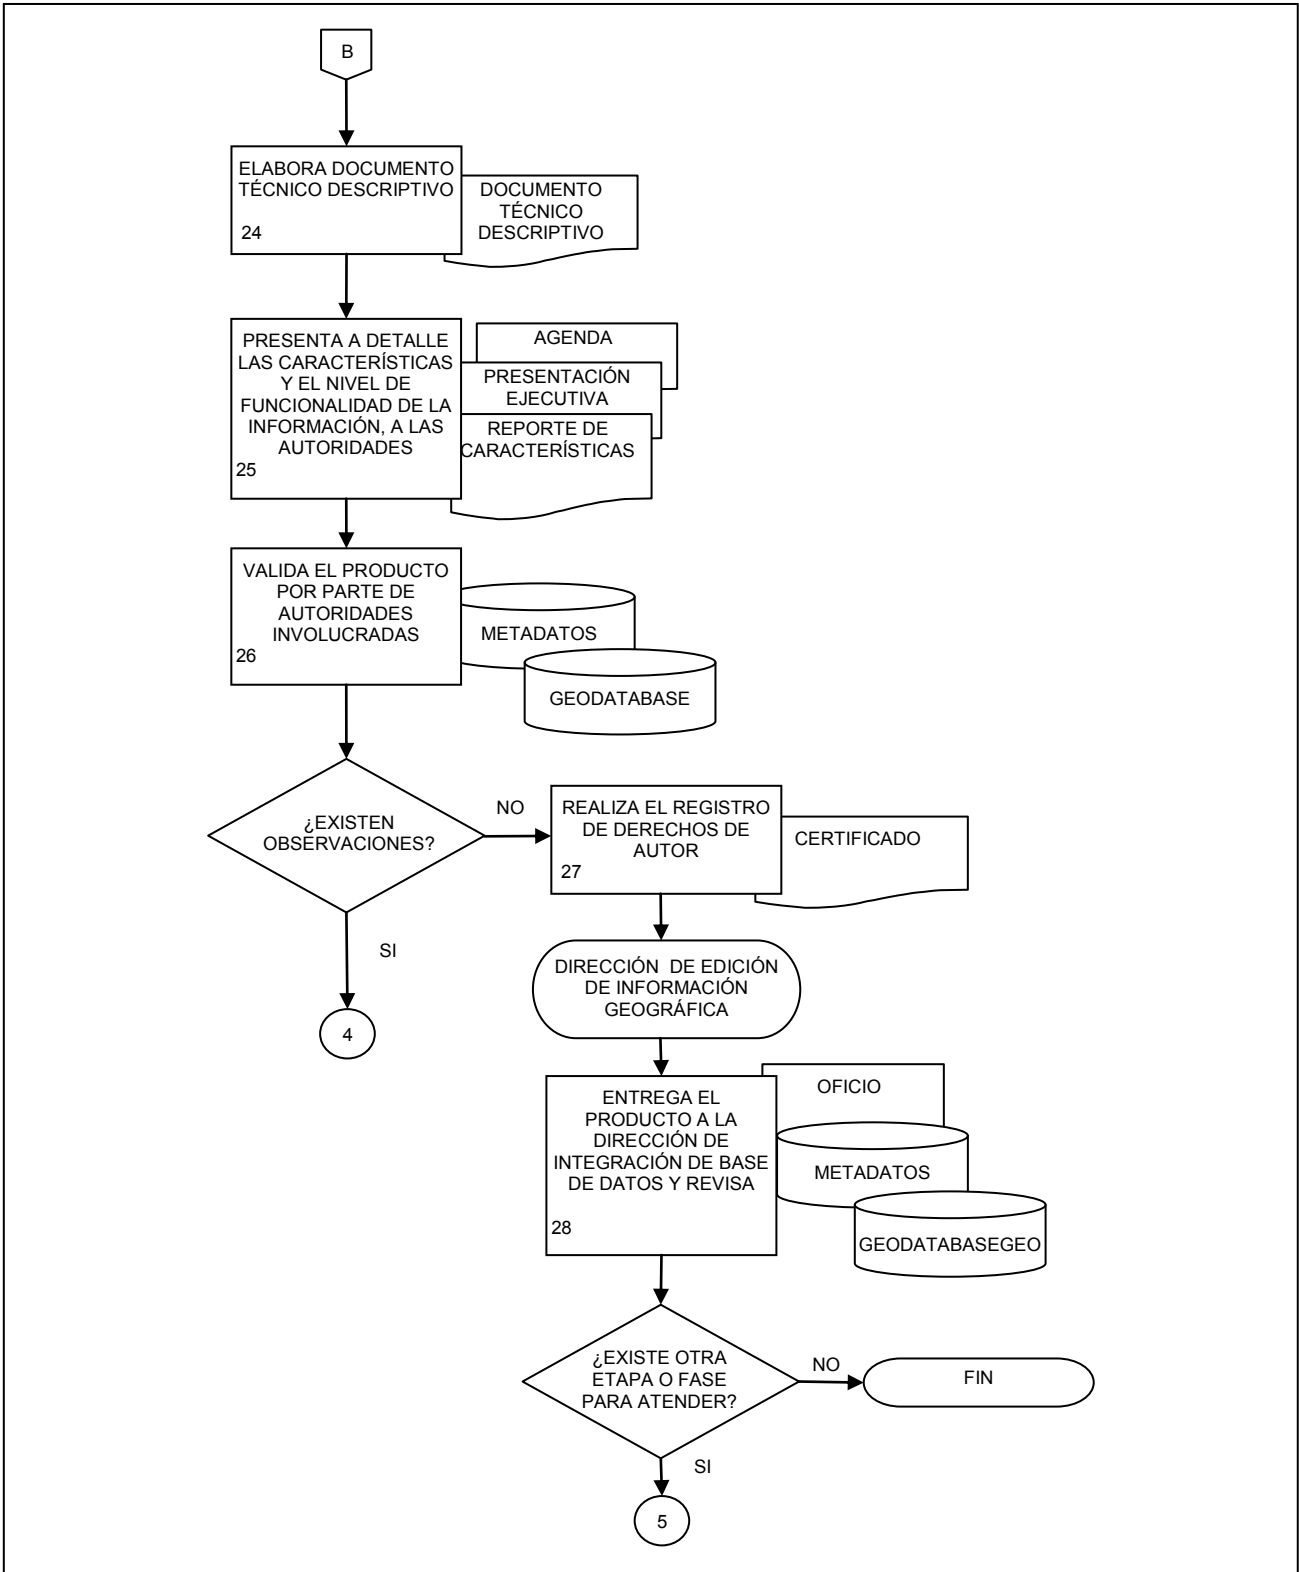 B
ELABORA DOCUMENTO
TÉCNICO DESCRIPTIVO
24
DOCUMENTO
TÉCNICO
DESCRIPTIVO
PRESENTA A DETALLE
LAS CARACTERÍSTICAS
Y EL NIVEL DE
FUNCIONALIDAD DE LA
INFORMACIÓN, A LAS
AUTORIDADES
25
AGENDA
PRESENTACIÓN
EJECUTIVA
REPORTE DE
CARACTERÍSTICAS
VALIDA EL PRODUCTO
POR PARTE DE
AUTORIDADES
INVOLUCRADAS
26
METADATOS
GEODATABASE
¿EXISTEN
OBSERVACIONES?
NO
REALIZA EL REGISTRO
DE DERECHOS DE
AUTOR
27
CERTIFICADO
SI
4
DIRECCIÓN  DE EDICIÓN
DE INFORMACIÓN
GEOGRÁFICA
ENTREGA EL
PRODUCTO A LA
DIRECCIÓN DE
INTEGRACIÓN DE BASE
DE DATOS Y REVISA
28
OFICIO
METADATOS
GEODATABASEGEO
¿EXISTE OTRA
ETAPA O FASE
PARA ATENDER?
NO
FIN
SI
5